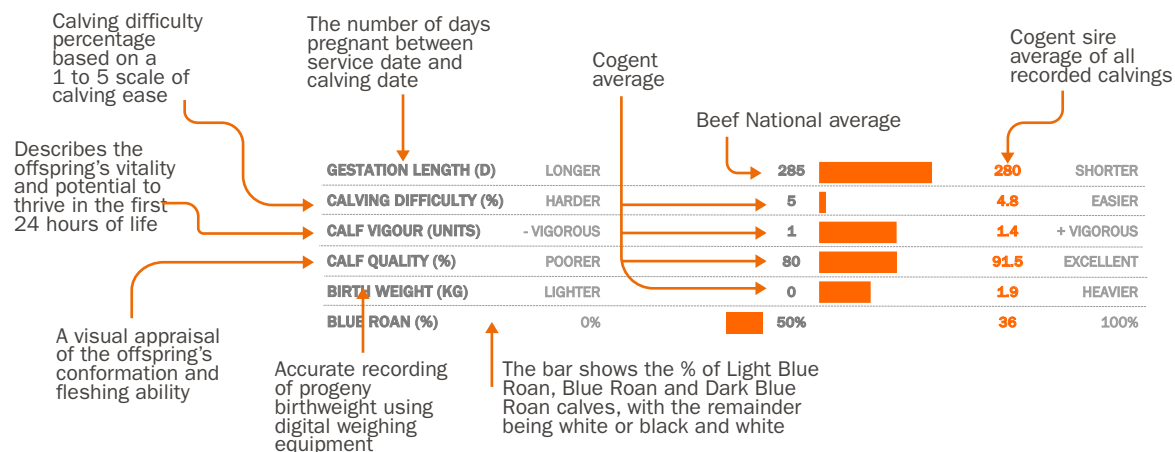 Calving difficulty
percentage
based on a
1 to 5 scale of
calving ease
The number of days
pregnant between
service date and
calving date
Cogent
average
Beef National average
Cogent sire
average of all
recorded calvings
Describes the
offspring's vitality
and potential to
thrive in the first
24 hours of life
GESTATION LENGTH (D) LONGER 285 280 SHORTER
CALVING DIFFICULTY (%) HARDER 5 4.8 EASIER
CALF VIGOUR (UNITS) - VIGOROUS 1 1.4 + VIGOROUS
CALF QUALITY (%) POORER 80 91.5 EXCELLENT
BIRTH WEIGHT (KG) LIGHTER 0 1.9 HEAVIER
BLUE ROAN (%) 0% 50% 36 100%
A visual appraisal
of the offspring's
conformation and
fleshing ability
Accurate recording
of progeny
birthweight using
digital weighing
equipment
The bar shows the % of Light Blue
Roan, Blue Roan and Dark Blue
Roan calves, with the remainder
being white or black and white